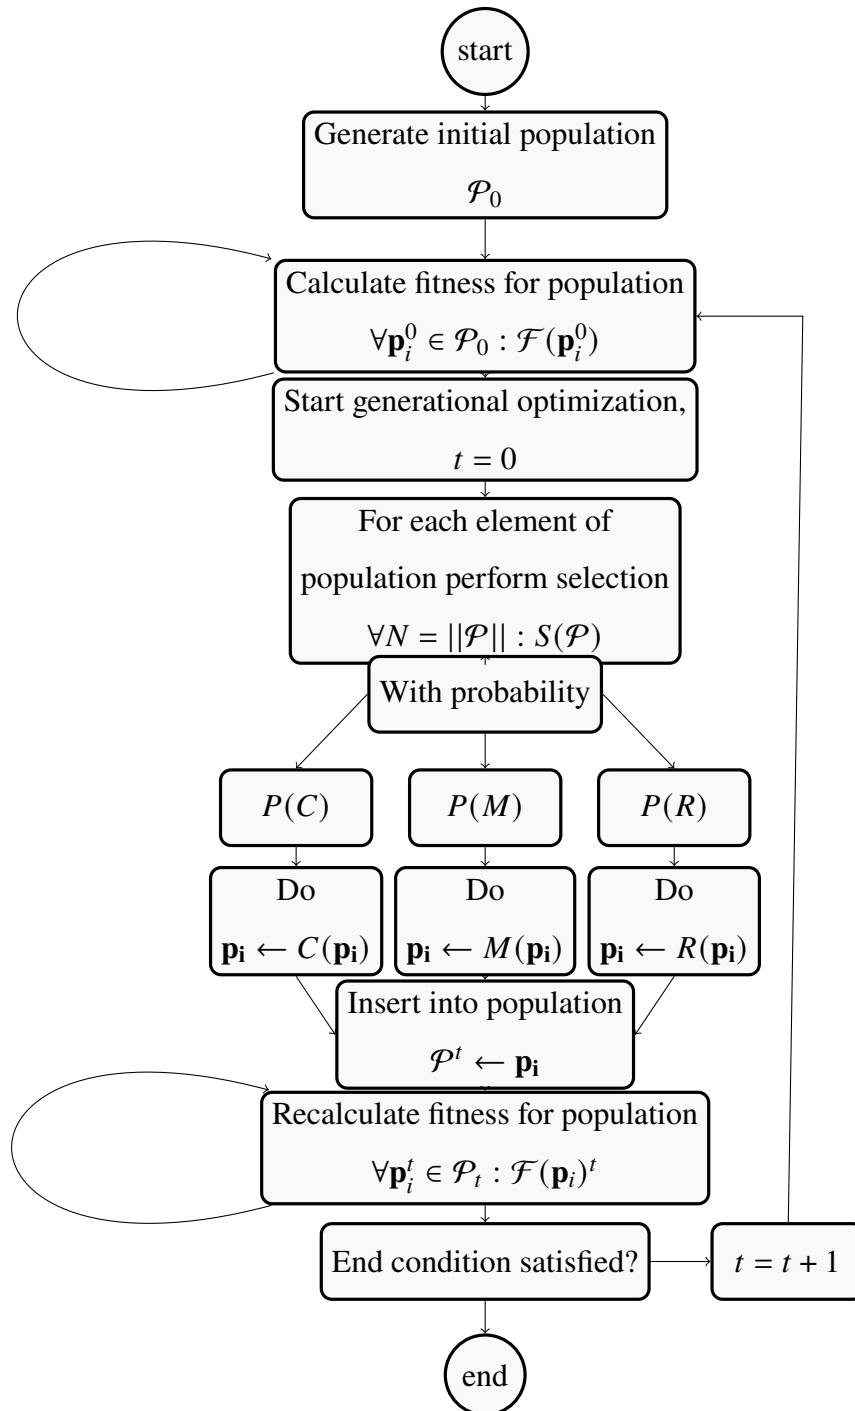 start
Generate initial population
𝒫₀
Calculate fitness for population
∀𝐩ᵢ⁰ ∈ 𝒫₀ : ℱ(𝐩ᵢ⁰)
Start generational optimization,
t = 0
For each element of
population perform selection
∀N = ||𝒫|| : S(𝒫)
With probability
P(C) P(M) P(R)
Do Do Do
𝐩ᵢ ← C(𝐩ᵢ) 𝐩ᵢ ← M(𝐩ᵢ) 𝐩ᵢ ← R(𝐩ᵢ)
Insert into population
𝒫ᵗ ← 𝐩ᵢ
Recalculate fitness for population
∀𝐩ᵢᵗ ∈ 𝒫ₜ : ℱ(𝐩ᵢ)ᵗ
End condition satisfied? t = t + 1
end